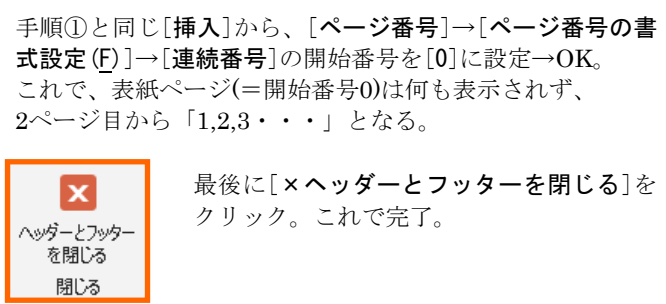 手順①と同じ[挿入]から、[ページ番号]→[ページ番号の書
式設定(F)]→[連続番号]の開始番号を[0]に設定→OK。
これで、表紙ページ(＝開始番号0)は何も表示されず、
2ページ目から「1,2,3・・・」となる。
最後に[×ヘッダーとフッターを閉じる]を
クリック。これで完了。
ヘッダーとフッター
を閉じる
閉じる